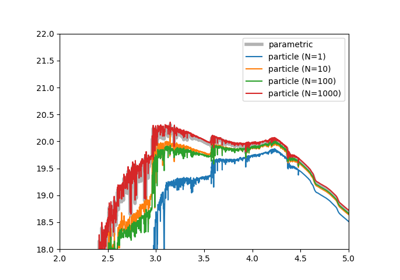 22.0
21.5
21.0
20.5
20.0
19.5
19.0
18.5
18.0
2.0 2.5 3.0 3.5 4.0 4.5 5.0
parametric
particle (N=1)
particle (N=10)
particle (N=100)
particle (N=1000)